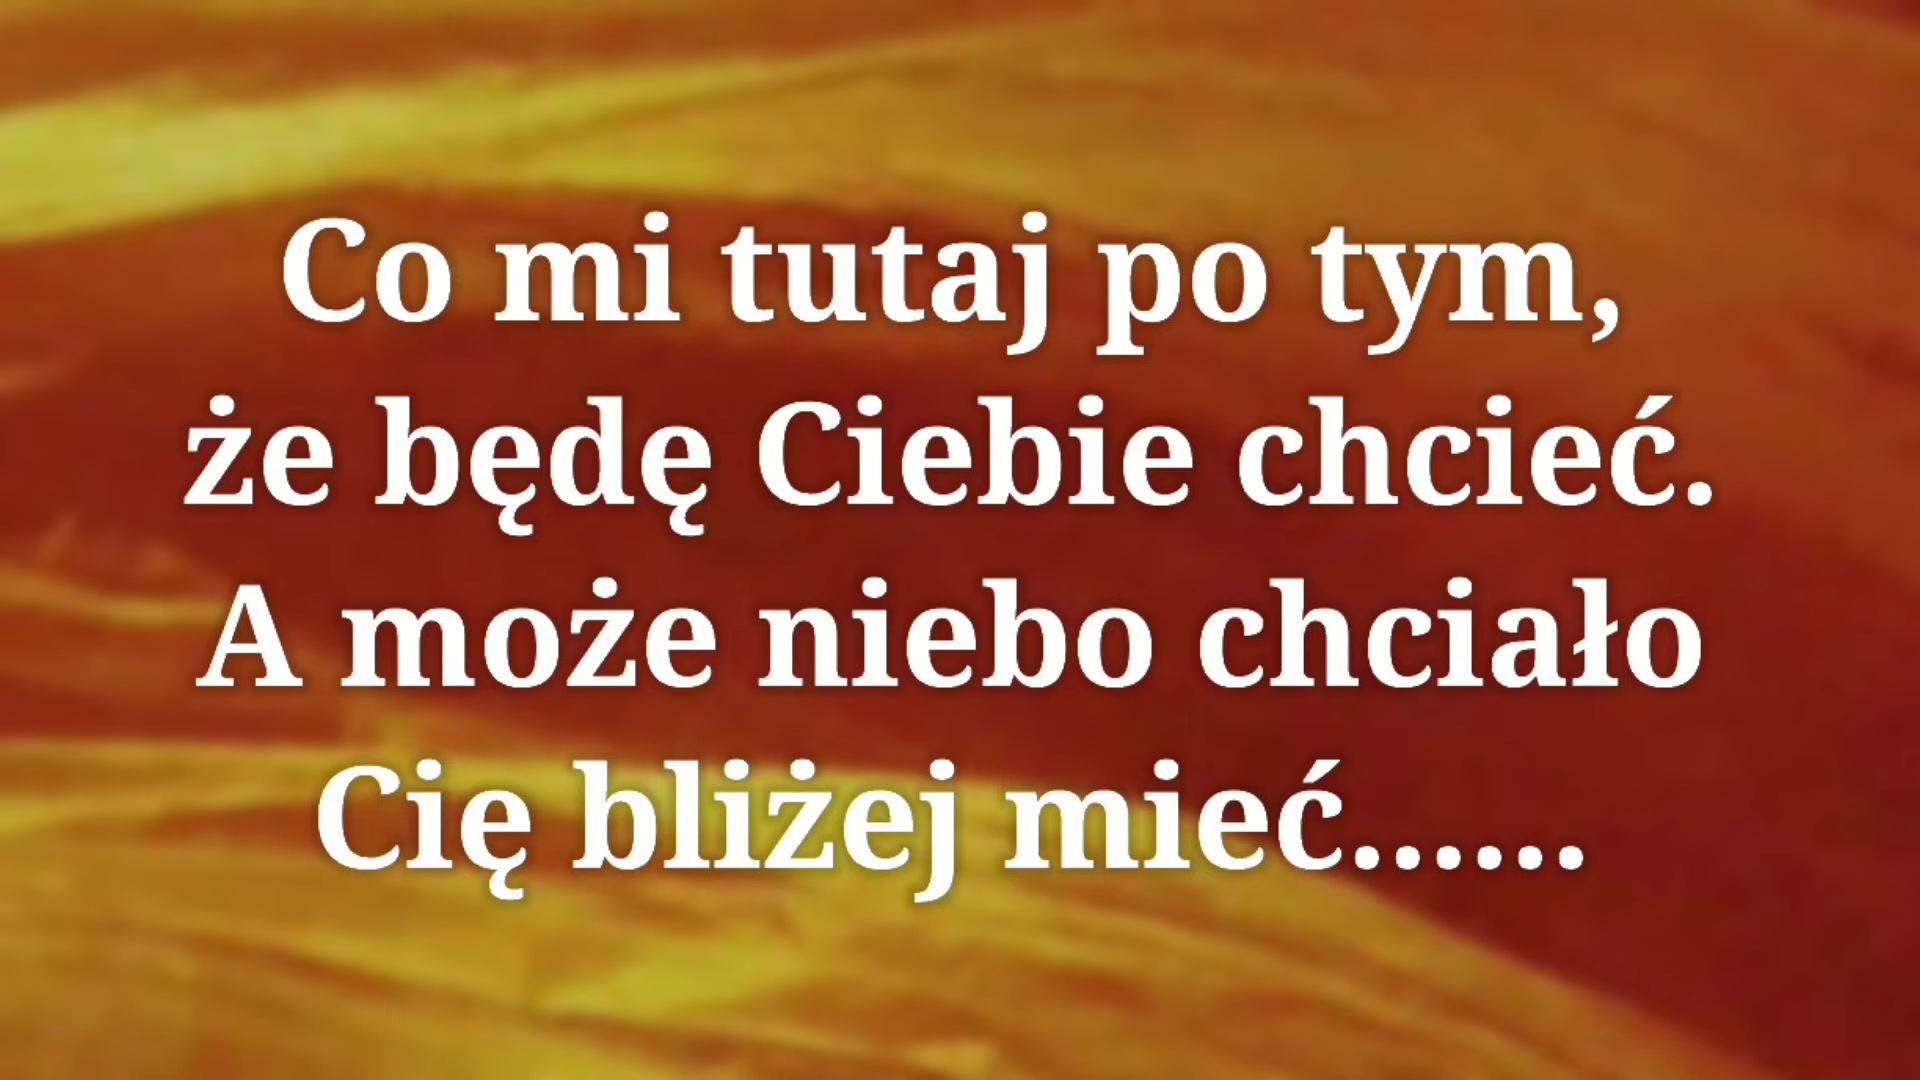 Co mi tutaj po tym,
że będę Ciebie chcieć.
A może niebo chciało
Cię bliżej mieć......